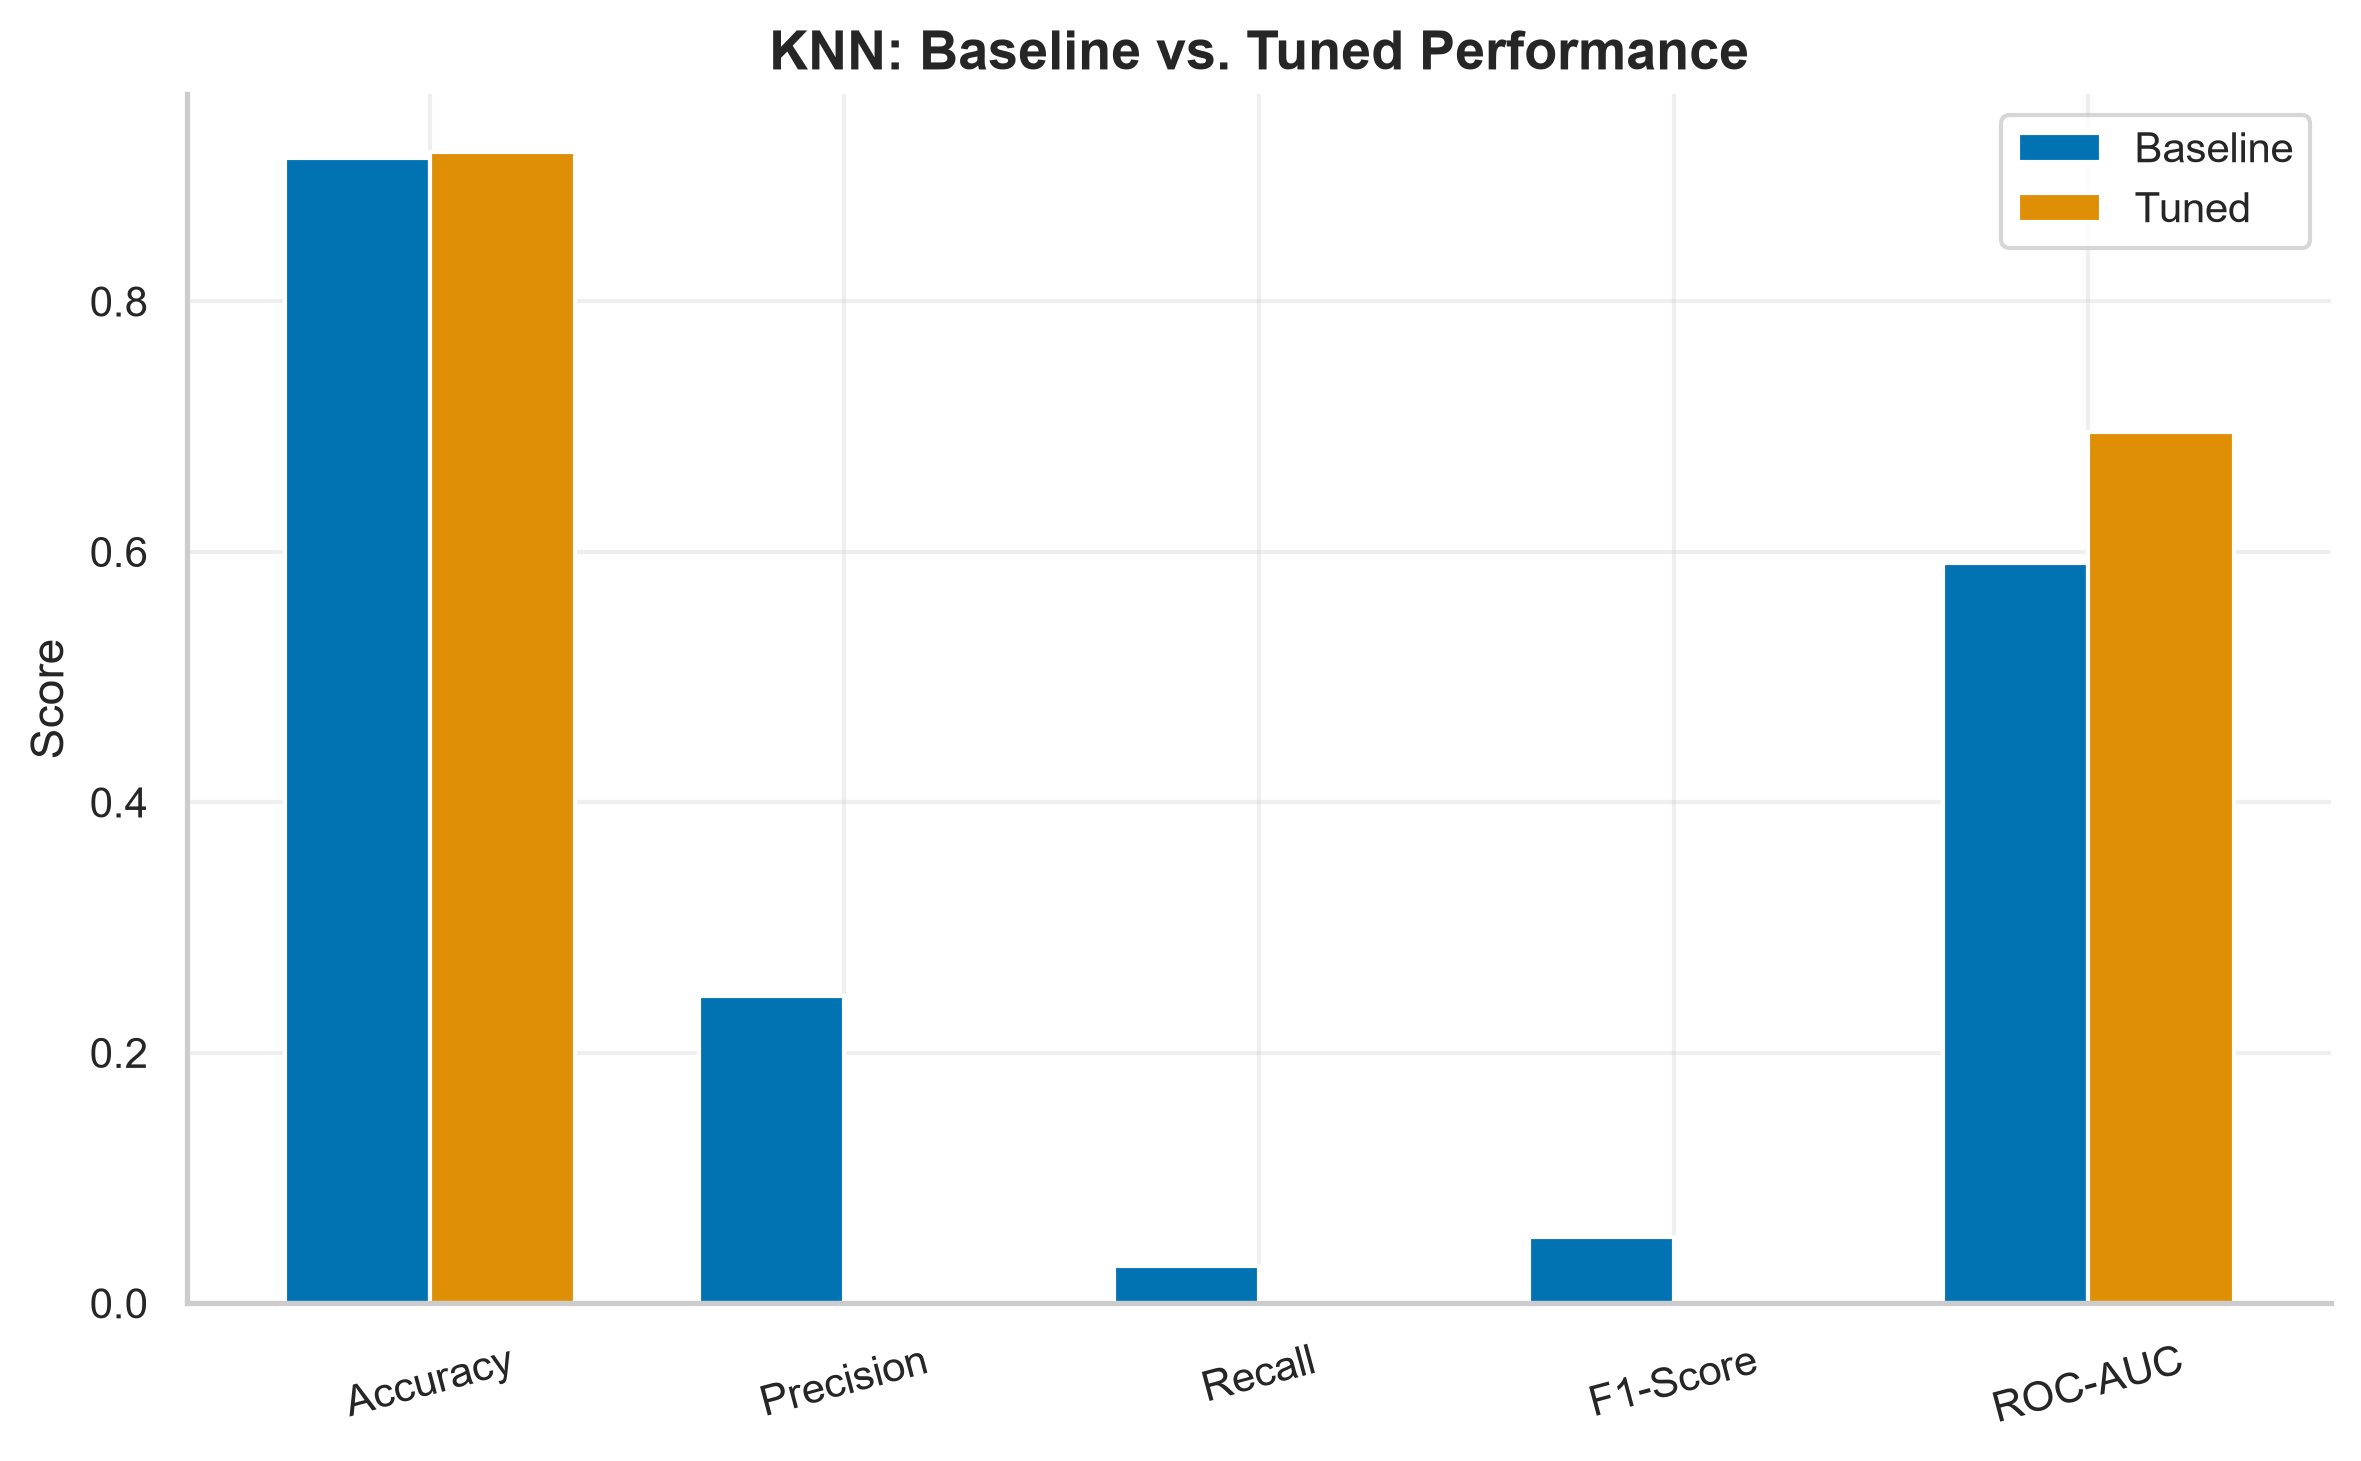 KNN: Baseline vs. Tuned Performance
Baseline
Tuned
Score
0.8
0.6
0.4
0.2
0.0
Accuracy
Precision
Recall
F1-Score
ROC-AUC